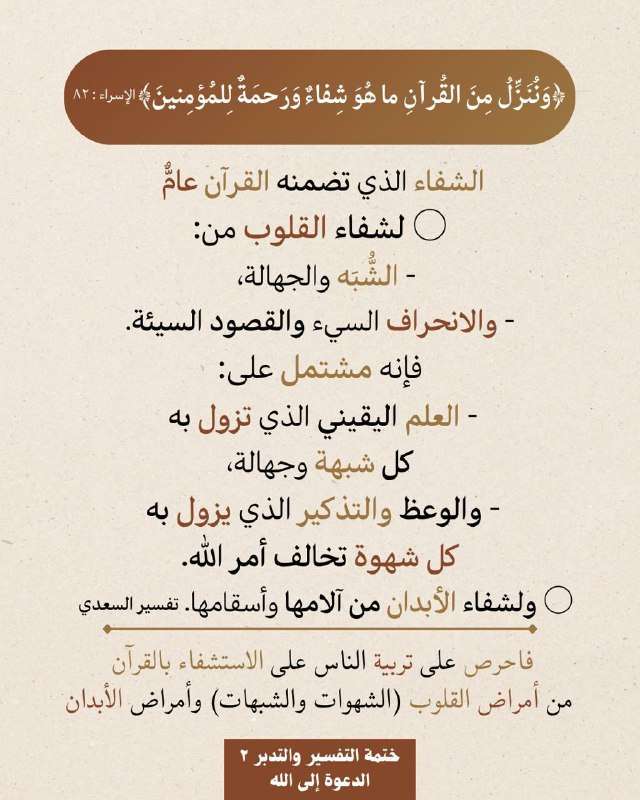 ﴿وَنُنَزِّلُ مِنَ القُرآنِ ما هُوَ شِفاءٌ وَرَحمَةٌ لِلمُؤمِنينَ﴾ الإسراء : ٨٢
الشفاء الذي تضمنه القرآن عامٌّ
◯ لشفاء القلوب من:
- الشُّبَه والجهالة،
- والانحراف السيء والقصود السيئة.
فإنه مشتمل على:
- العلم اليقيني الذي تزول به
كل شبهة وجهالة،
- والوعظ والتذكير الذي يزول به
كل شهوة تخالف أمر الله.
◯ ولشفاء الأبدان من آلامها وأسقامها. تفسير السعدي
فاحرص على تربية الناس على الاستشفاء بالقرآن
من أمراض القلوب (الشهوات والشبهات) وأمراض الأبدان
ختمة التفسير والتدبر ٢
الدعوة إلى الله